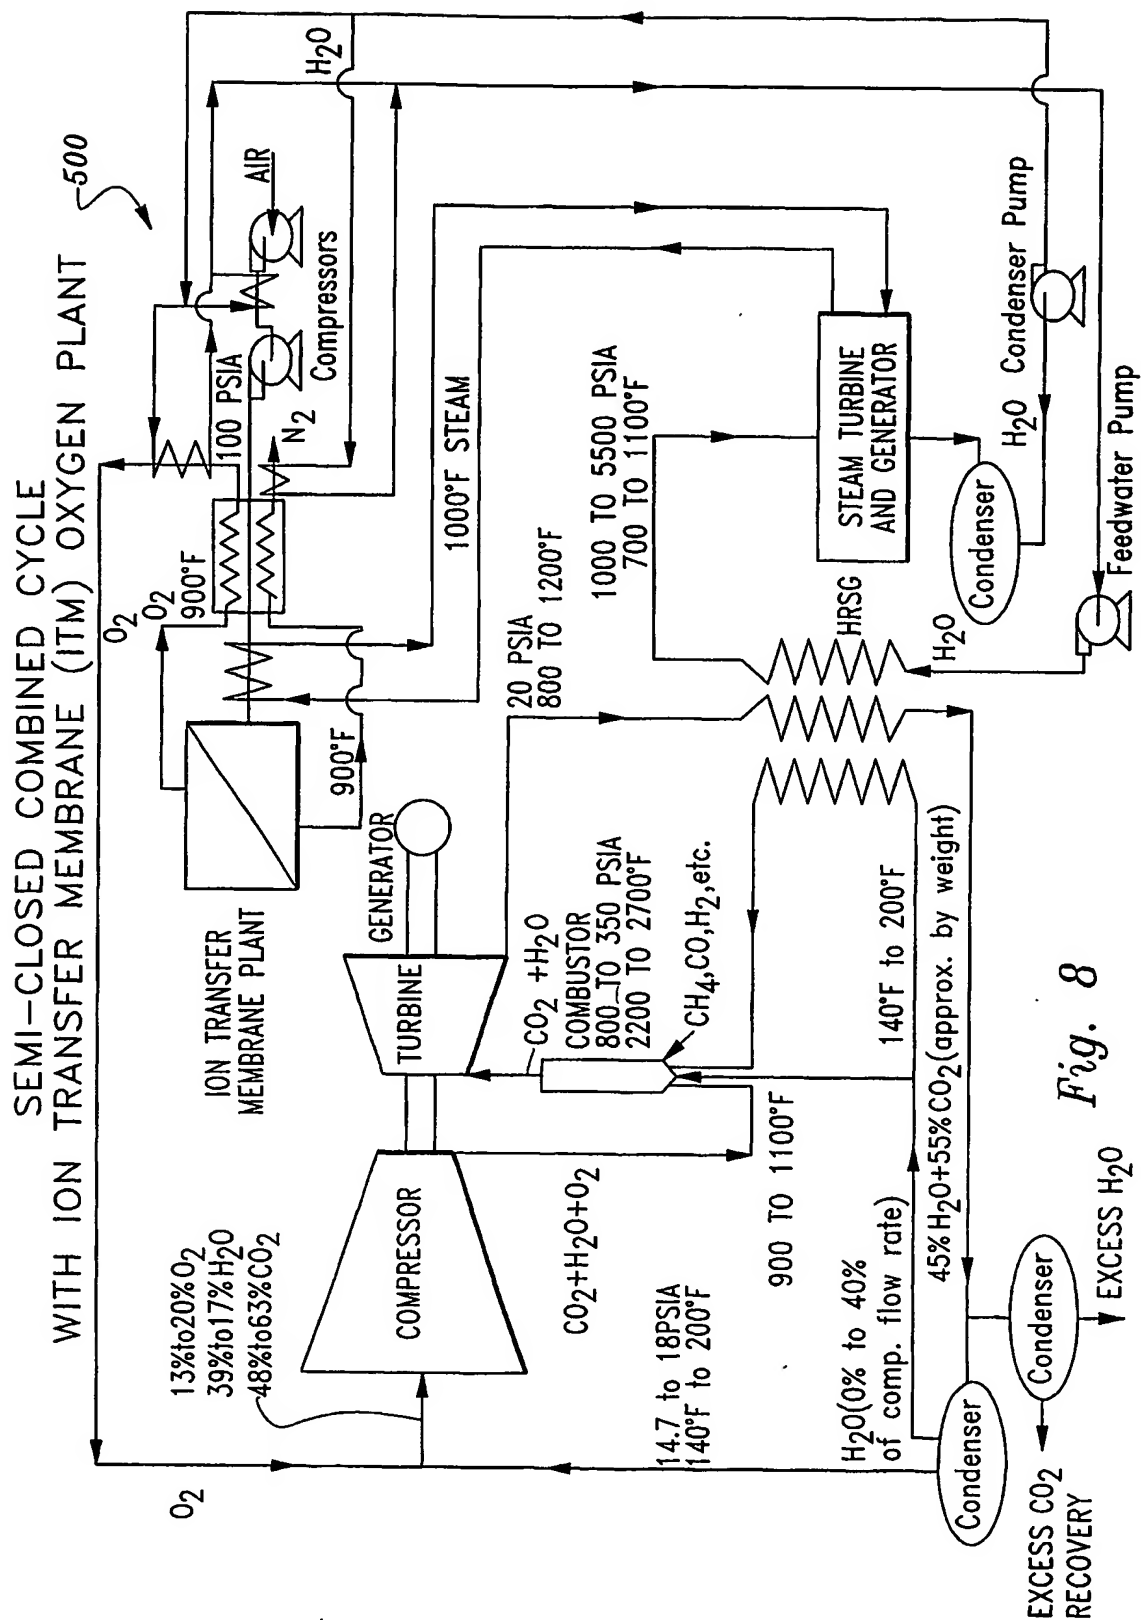 SEMI-CLOSED COMBINED CYCLE
WITH ION TRANSFER MEMBRANE (ITM) OXYGEN PLANT
500
O2
O2
O2
900°F
100 PSIA
AIR
Compressors
N2
H2O
ION TRANSFER
MEMBRANE PLANT
900°F
1000°F STEAM
13%to20%O2
39%to17%H2O
48%to63%CO2
COMPRESSOR
TURBINE
GENERATOR
CO2+H2O+O2
CO2 +H2O
COMBUSTOR
800 TO 350 PSIA
2200 TO 2700°F
CH4,CO,H2,etc.
20 PSIA
800 TO 1200°F
1000 TO 5500 PSIA
700 TO 1100°F
STEAM TURBINE
AND GENERATOR
HRSG
Condenser
H2O Condenser Pump
H2O
Feedwater Pump
14.7 to 18PSIA
140°F to 200°F
900 TO 1100°F
140°F to 200°F
H2O(0% to 40%
of comp. flow rate)
45%H2O+55%CO2(approx. by weight)
Condenser
Condenser
EXCESS CO2
RECOVERY
EXCESS H2O
Fig. 8